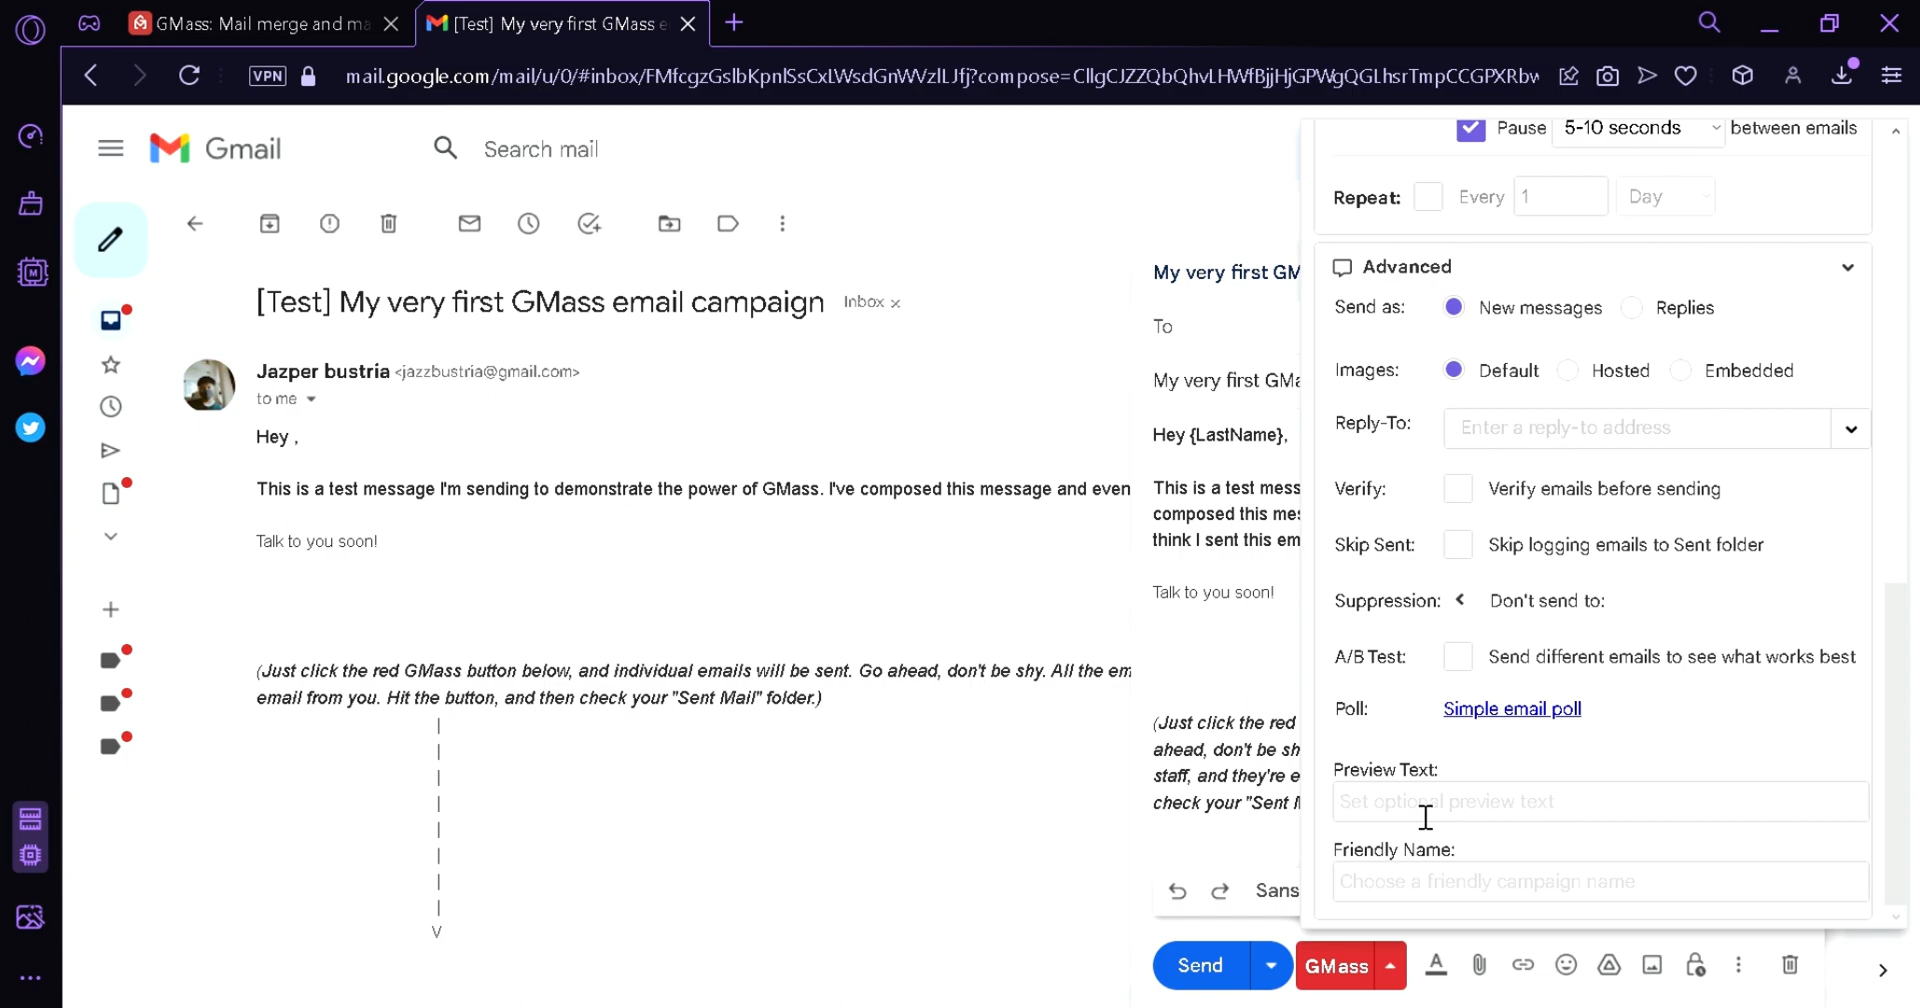 GMass: Mail merge and ma
[Test] My very first GMass e
VPN
mail.google.com/mail/u/0/#inbox/
Gmail
Search mail
[Test] My very first GMass email campaign
Inbox x
Jazper bustria <jazzbustria@gmail.com>
to me
Hey ,
This is a test message I'm sending to demonstrate the power of GMass. I've composed this message and even
Talk to you soon!
(Just click the red GMass button below, and individual emails will be sent. Go ahead, don't be shy. All the em
email from you. Hit the button, and then check your "Sent Mail" folder.)
|
|
|
|
|
|
|
|
V
My very first GM
To
My very first GMa
Hey {LastName},
This is a test mess
composed this mes
think I sent this em
Talk to you soon!
(Just click the red
ahead, don't be sh
staff, and they're e
check your "Sent M
Sans
Send
GMass
Pause 5-10 seconds between emails
Repeat: Every 1 Day
Advanced
Send as: New messages Replies
Images: Default Hosted Embedded
Reply-To: Enter a reply-to address
Verify: Verify emails before sending
Skip Sent: Skip logging emails to Sent folder
Suppression: Don't send to:
A/B Test: Send different emails to see what works best
Poll: Simple email poll
Preview Text:
Set optional preview text
Friendly Name:
Choose a friendly campaign name